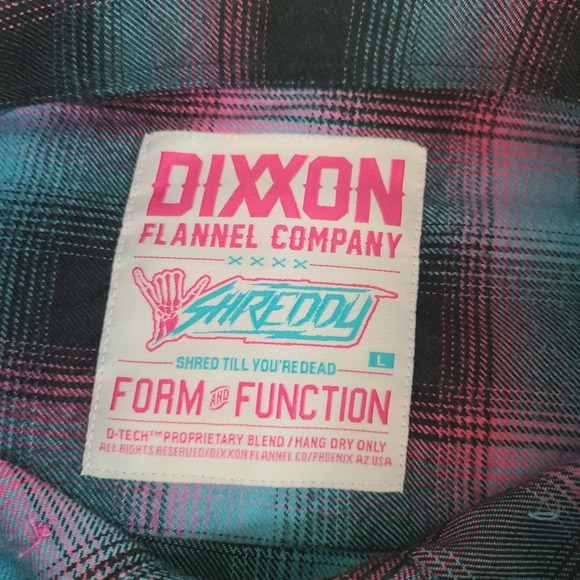 DIXXON
FLANNEL COMPANY
XXXX
SHREDDY
SHRED TILL YOU'RE DEAD
L
FORM AND FUNCTION
D-TECH™ PROPRIETARY BLEND / HANG DRY ONLY
ALL RIGHTS RESERVED/DIXXON FLANNEL CO/PHOENIX AZ USA